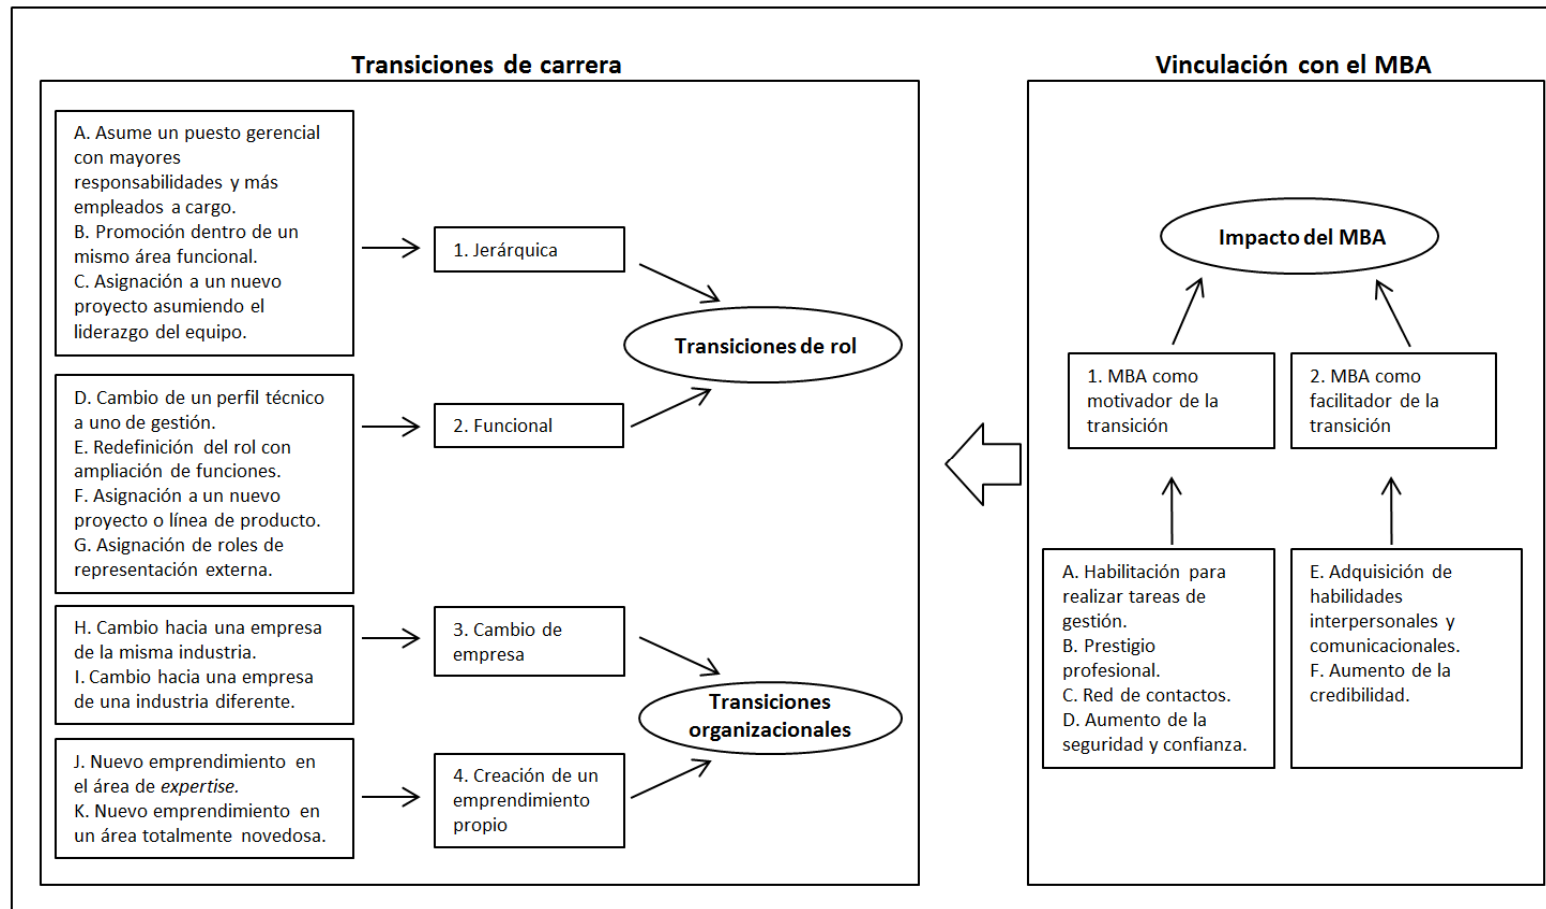 Transiciones de carrera
A. Asume un puesto gerencial
con mayores
responsabilidades y más
empleados a cargo.
B. Promoción dentro de un
mismo área funcional.
C. Asignación a un nuevo
proyecto asumiendo el
liderazgo del equipo.
1. Jerárquica
Transiciones de rol
D. Cambio de un perfil técnico
a uno de gestión.
E. Redefinición del rol con
ampliación de funciones.
F. Asignación a un nuevo
proyecto o línea de producto.
G. Asignación de roles de
representación externa.
2. Funcional
H. Cambio hacia una empresa
de la misma industria.
I. Cambio hacia una empresa
de una industria diferente.
3. Cambio de
empresa
Transiciones
organizacionales
J. Nuevo emprendimiento en
el área de expertise.
K. Nuevo emprendimiento en
un área totalmente novedosa.
4. Creación de un
emprendimiento
propio
Vinculación con el MBA
Impacto del MBA
1. MBA como
motivador de la
transición
2. MBA como
facilitador de la
transición
A. Habilitación para
realizar tareas de
gestión.
B. Prestigio
profesional.
C. Red de contactos.
D. Aumento de la
seguridad y confianza.
E. Adquisición de
habilidades
interpersonales y
comunicacionales.
F. Aumento de la
credibilidad.